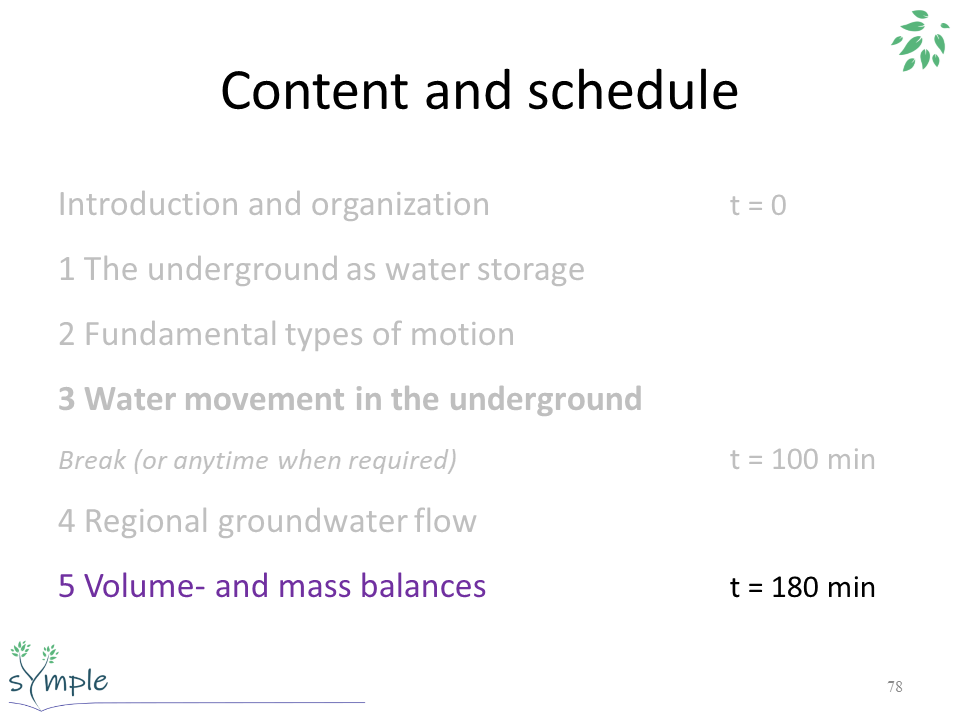 Content and schedule
Introduction and organization t = 0
1 The underground as water storage
2 Fundamental types of motion
3 Water movement in the underground
Break (or anytime when required) t = 100 min
4 Regional groundwater flow
5 Volume- and mass balances t = 180 min
sYmple
78